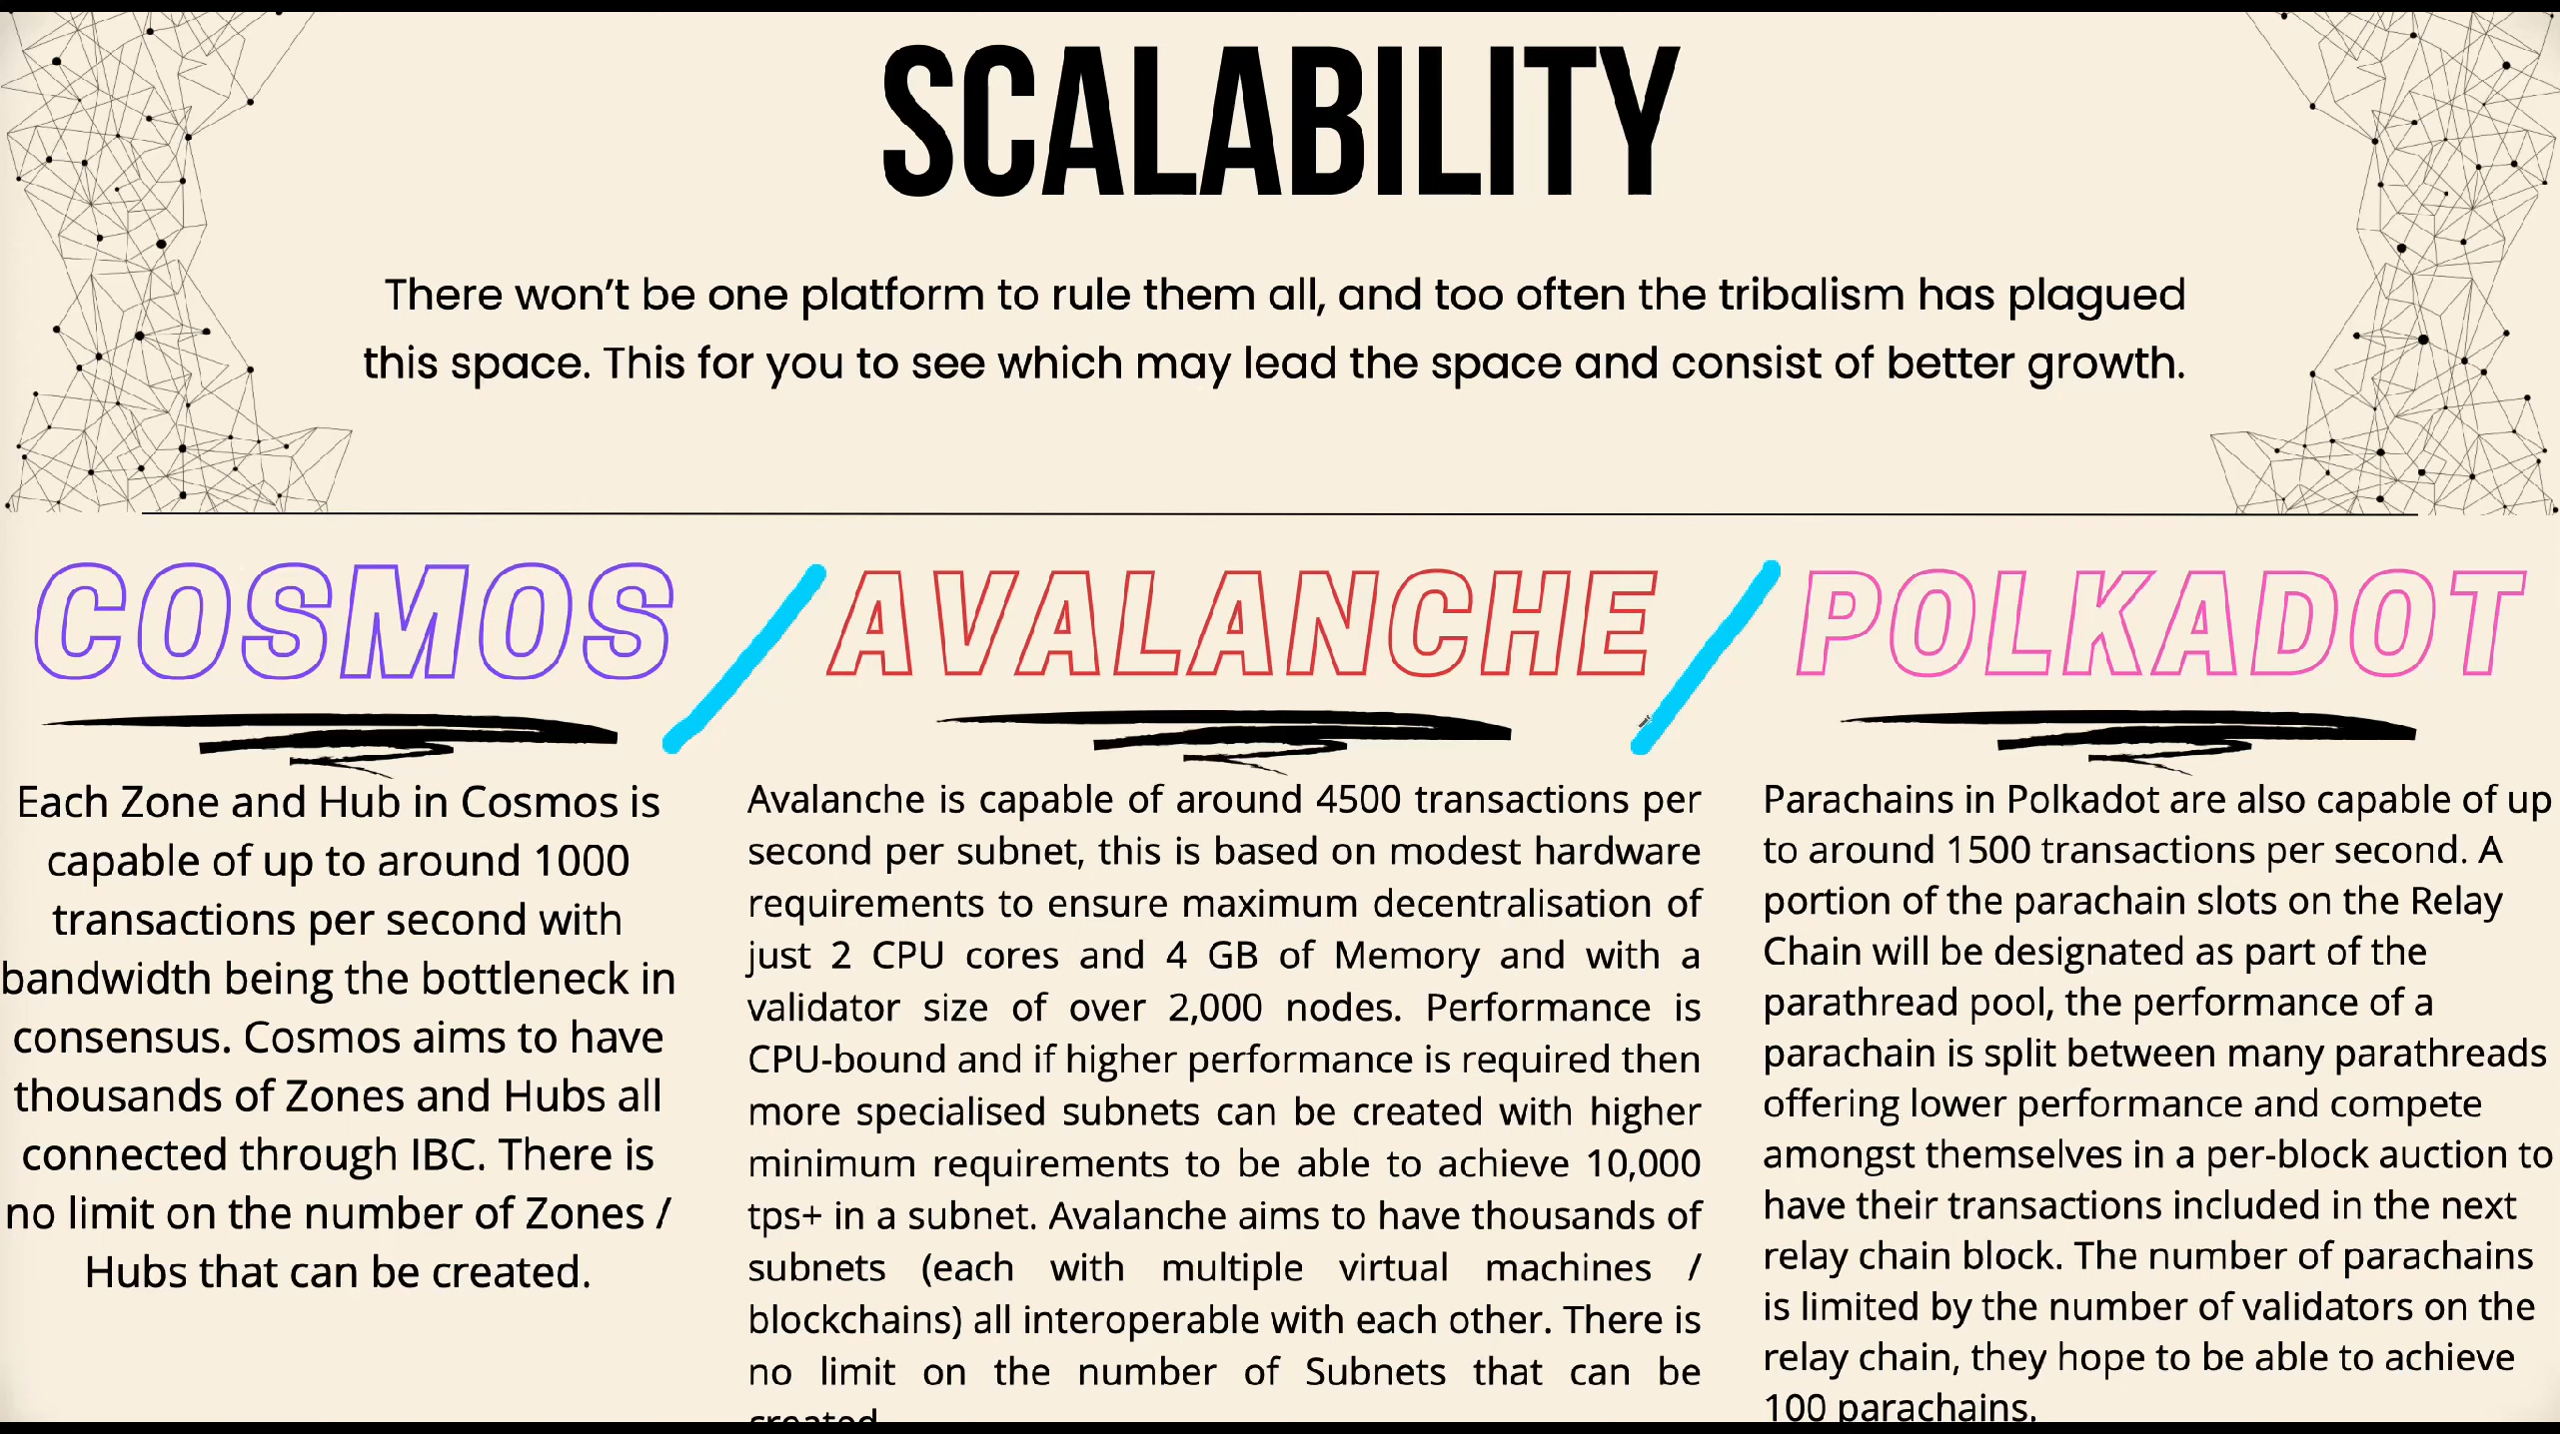 SCALABILITY
There won't be one platform to rule them all, and too often the tribalism has plagued
this space. This for you to see which may lead the space and consist of better growth.
COSMOS
Each Zone and Hub in Cosmos is
capable of up to around 1000
transactions per second with
bandwidth being the bottleneck in
consensus. Cosmos aims to have
thousands of Zones and Hubs all
connected through IBC. There is
no limit on the number of Zones /
Hubs that can be created.
AVALANCHE
Avalanche is capable of around 4500 transactions per
second per subnet, this is based on modest hardware
requirements to ensure maximum decentralisation of
just 2 CPU cores and 4 GB of Memory and with a
validator size of over 2,000 nodes. Performance is
CPU-bound and if higher performance is required then
more specialised subnets can be created with higher
minimum requirements to be able to achieve 10,000
tps+ in a subnet. Avalanche aims to have thousands of
subnets (each with multiple virtual machines /
blockchains) all interoperable with each other. There is
no limit on the number of Subnets that can be
created
POLKADOT
Parachains in Polkadot are also capable of up
to around 1500 transactions per second. A
portion of the parachain slots on the Relay
Chain will be designated as part of the
parathread pool, the performance of a
parachain is split between many parathreads
offering lower performance and compete
amongst themselves in a per-block auction to
have their transactions included in the next
relay chain block. The number of parachains
is limited by the number of validators on the
relay chain, they hope to be able to achieve
100 parachains.